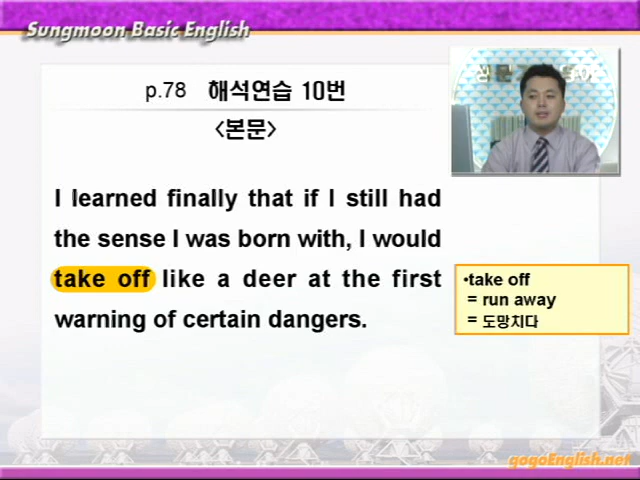 Sungmoon Basic English
p.78 해석연습 10번
<본문>
I learned finally that if I still had
the sense I was born with, I would
take off like a deer at the first
warning of certain dangers.
•take off
= run away
= 도망치다
gogoEnglish.net